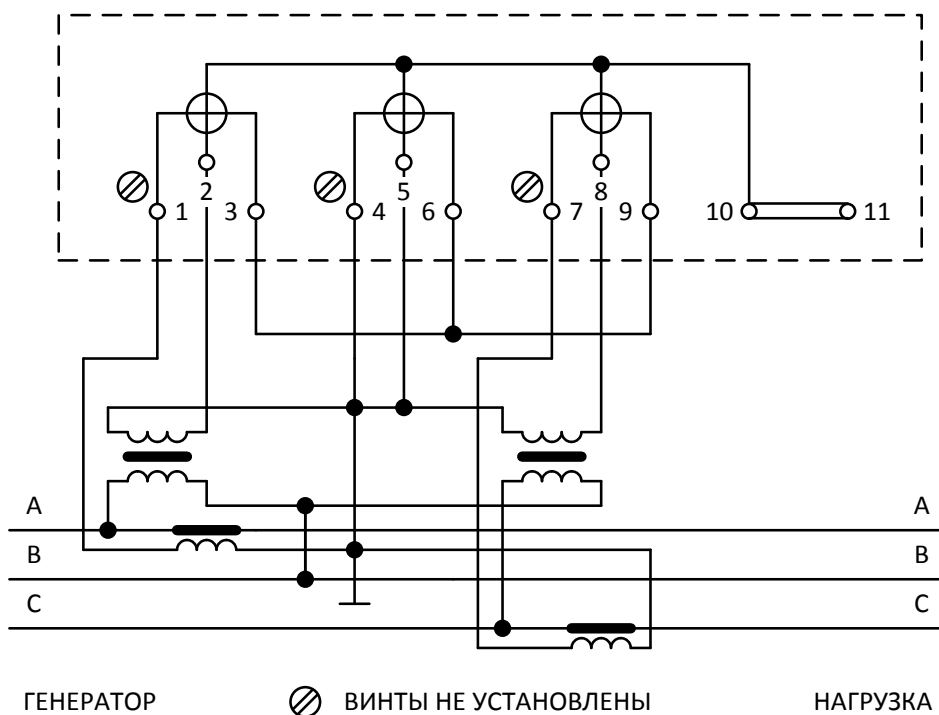 2 5 8
1 3 4 6 7 9 10 11
А А
В В
С С
ГЕНЕРАТОР ВИНТЫ НЕ УСТАНОВЛЕНЫ НАГРУЗКА